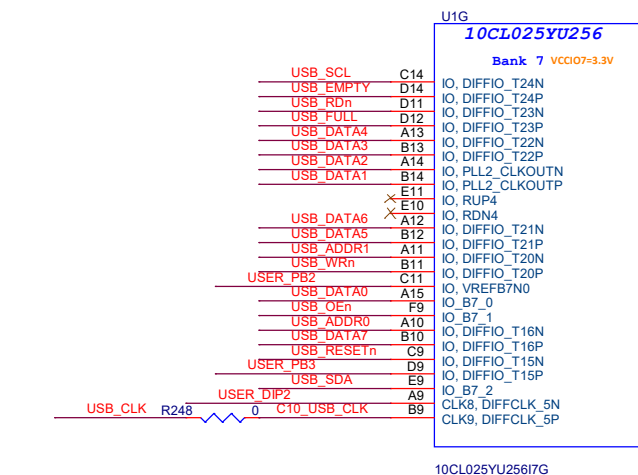 U1G
10CL025YU256
Bank 7 VCCIO7=3.3V
USB_SCL C14 IO, DIFFIO_T24N
USB_EMPTY D14 IO, DIFFIO_T24P
USB_RDn D11 IO, DIFFIO_T23N
USB_FULL D12 IO, DIFFIO_T23P
USB_DATA4 A13 IO, DIFFIO_T22N
USB_DATA3 B13 IO, DIFFIO_T22P
USB_DATA2 A14 IO, PLL2_CLKOUTN
USB_DATA1 B14 IO, PLL2_CLKOUTP
E11 IO, RUP4
E10 IO, RDN4
USB_DATA6 A12 IO, DIFFIO_T21N
USB_DATA5 B12 IO, DIFFIO_T21P
USB_ADDR1 A11 IO, DIFFIO_T20N
USB_WRn B11 IO, DIFFIO_T20P
USER_PB2 C11 IO, VREFB7N0
USB_DATA0 A15 IO_B7_0
USB_OEn F9 IO_B7_1
USB_ADDR0 A10 IO, DIFFIO_T16N
USB_DATA7 B10 IO, DIFFIO_T16P
USB_RESETn C9 IO, DIFFIO_T15N
USER_PB3 D9 IO, DIFFIO_T15P
USB_SDA E9 IO_B7_2
USER_DIP2 A9 CLK8, DIFFCLK_5N
USB_CLK R248 0 C10_USB_CLK B9 CLK9, DIFFCLK_5P
10CL025YU256I7G